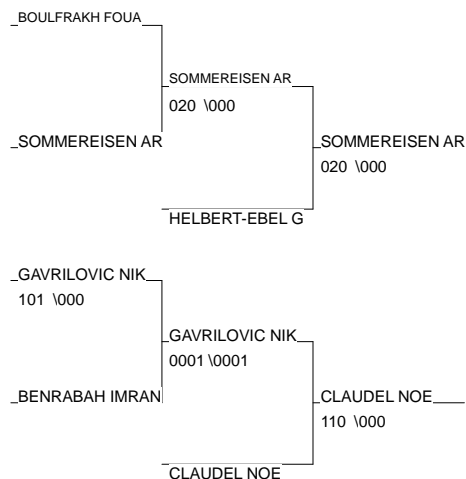 BOULFRAKH FOUA
SOMMEREISEN AR
020 \000
SOMMEREISEN AR
SOMMEREISEN AR
020 \000
HELBERT-EBEL G
GAVRILOVIC NIK
101 \000
GAVRILOVIC NIK
0001 \0001
BENRABAH IMRAN
CLAUDEL NOE
110 \000
CLAUDEL NOE